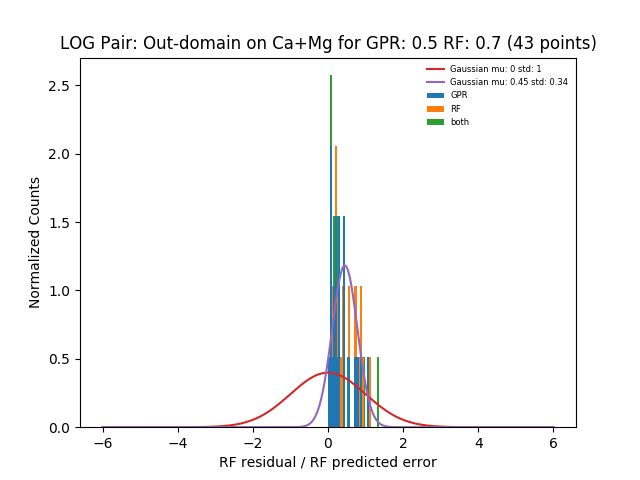 LOG Pair: Out-domain on Ca+Mg for GPR: 0.5 RF: 0.7 (43 points)
Gaussian mu: 0 std: 1
Gaussian mu: 0.45 std: 0.34
GPR
RF
both
Normalized Counts
2.5
2.0
1.5
1.0
0.5
0.0
−6 −4 −2 0 2 4 6
RF residual / RF predicted error